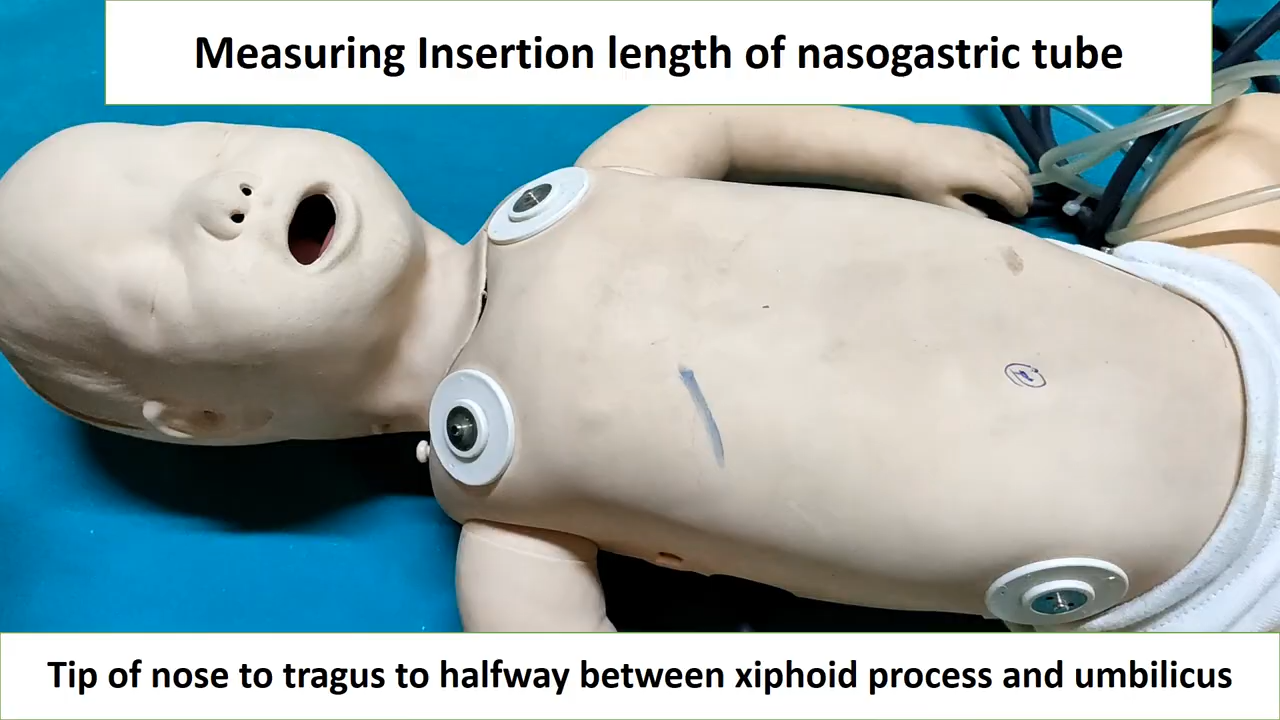 Measuring Insertion length of nasogastric tube
Tip of nose to tragus to halfway between xiphoid process and umbilicus